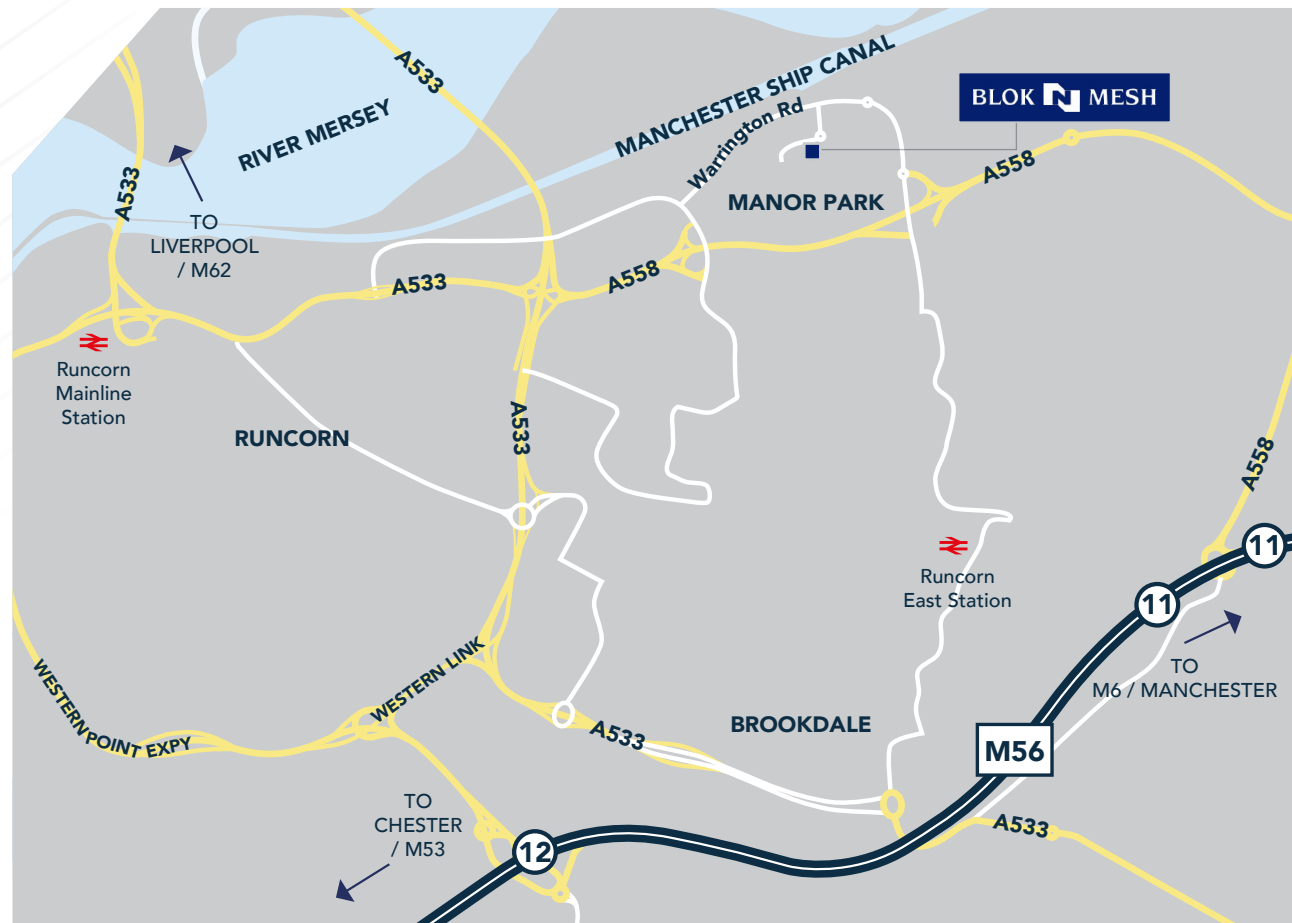 A533
MANCHESTER SHIP CANAL
BLOK N MESH
RIVER MERSEY
Warrington Rd
A533
A558
MANOR PARK
TO
LIVERPOOL
/ M62
A533
A558
Runcorn
Mainline
Station
A533
RUNCORN
A558
11
Runcorn
East Station
11
WESTERN LINK
TO
M6 / MANCHESTER
WESTERN POINT EXPY
A533
BROOKDALE
M56
TO
CHESTER
/ M53
A533
12